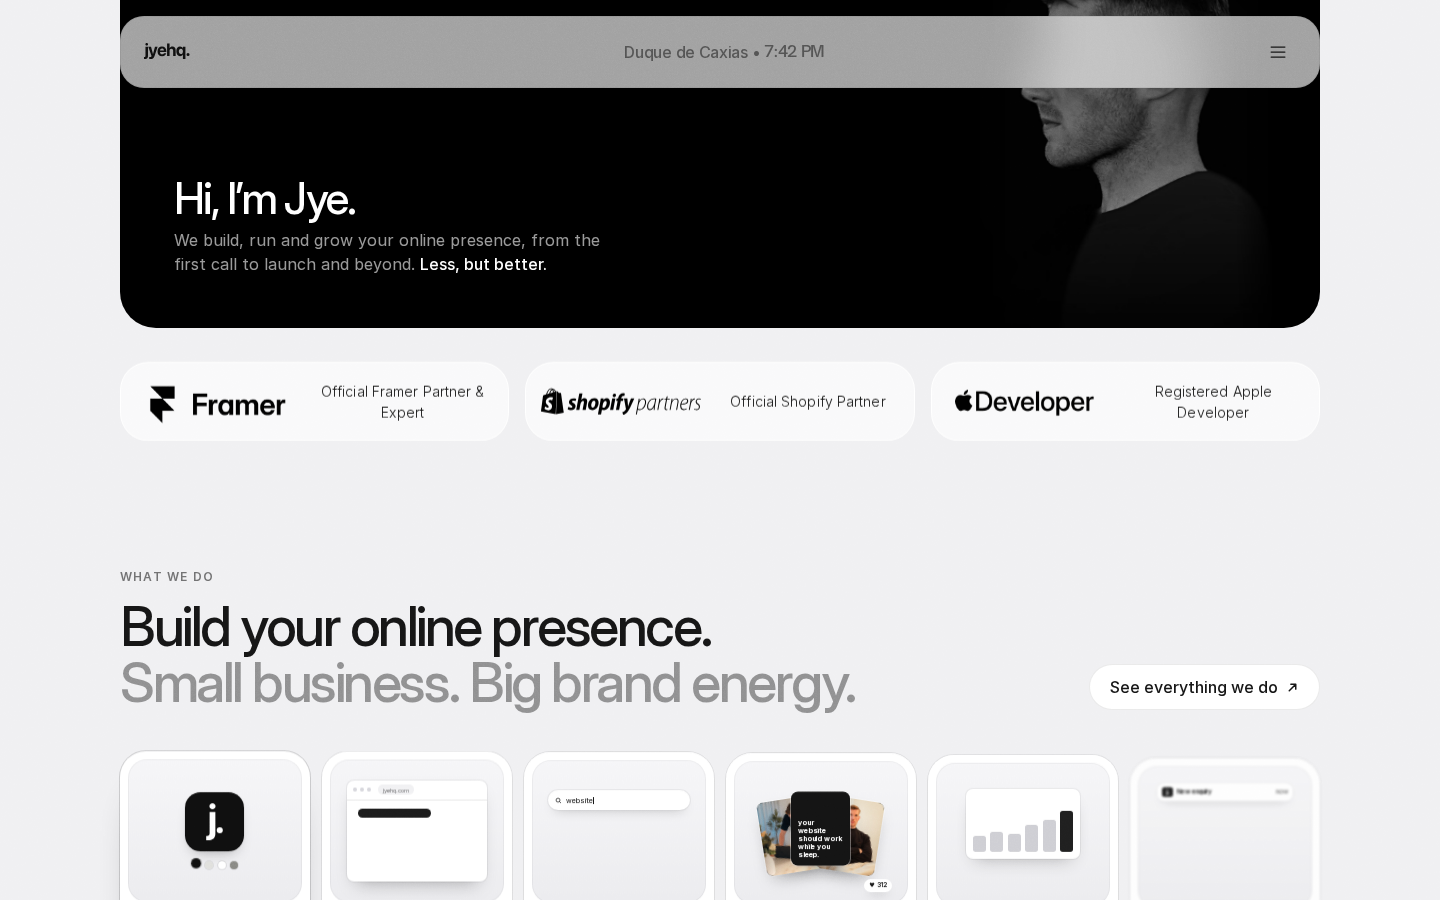 jyehq.
Duque de Caxias • 7:42 PM
Hi, I'm Jye.
We build, run and grow your online presence, from the
first call to launch and beyond. Less, but better.
Framer
Official Framer Partner &
Expert
shopify partners
Official Shopify Partner
Developer
Registered Apple
Developer
WHAT WE DO
Build your online presence.
Small business. Big brand energy.
See everything we do
j.
jyehq.com
website
your
website
should work
while you
sleep.
♥ 312
New enquiry